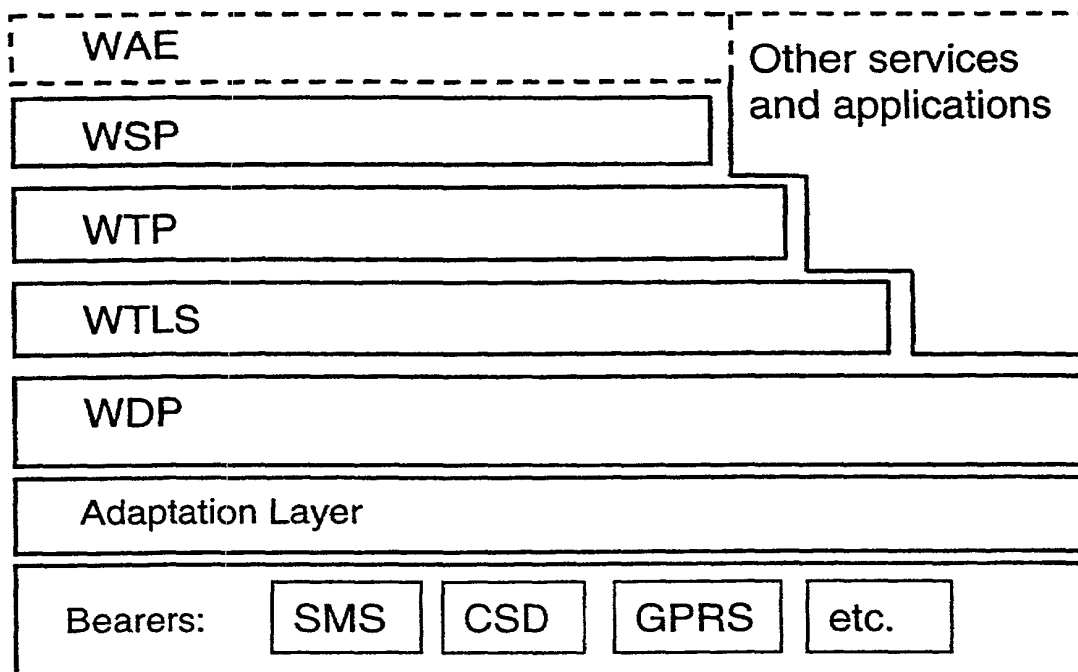 WAE
Other services
and applications
WSP
WTP
WTLS
WDP
Adaptation Layer
Bearers: SMS CSD GPRS etc.